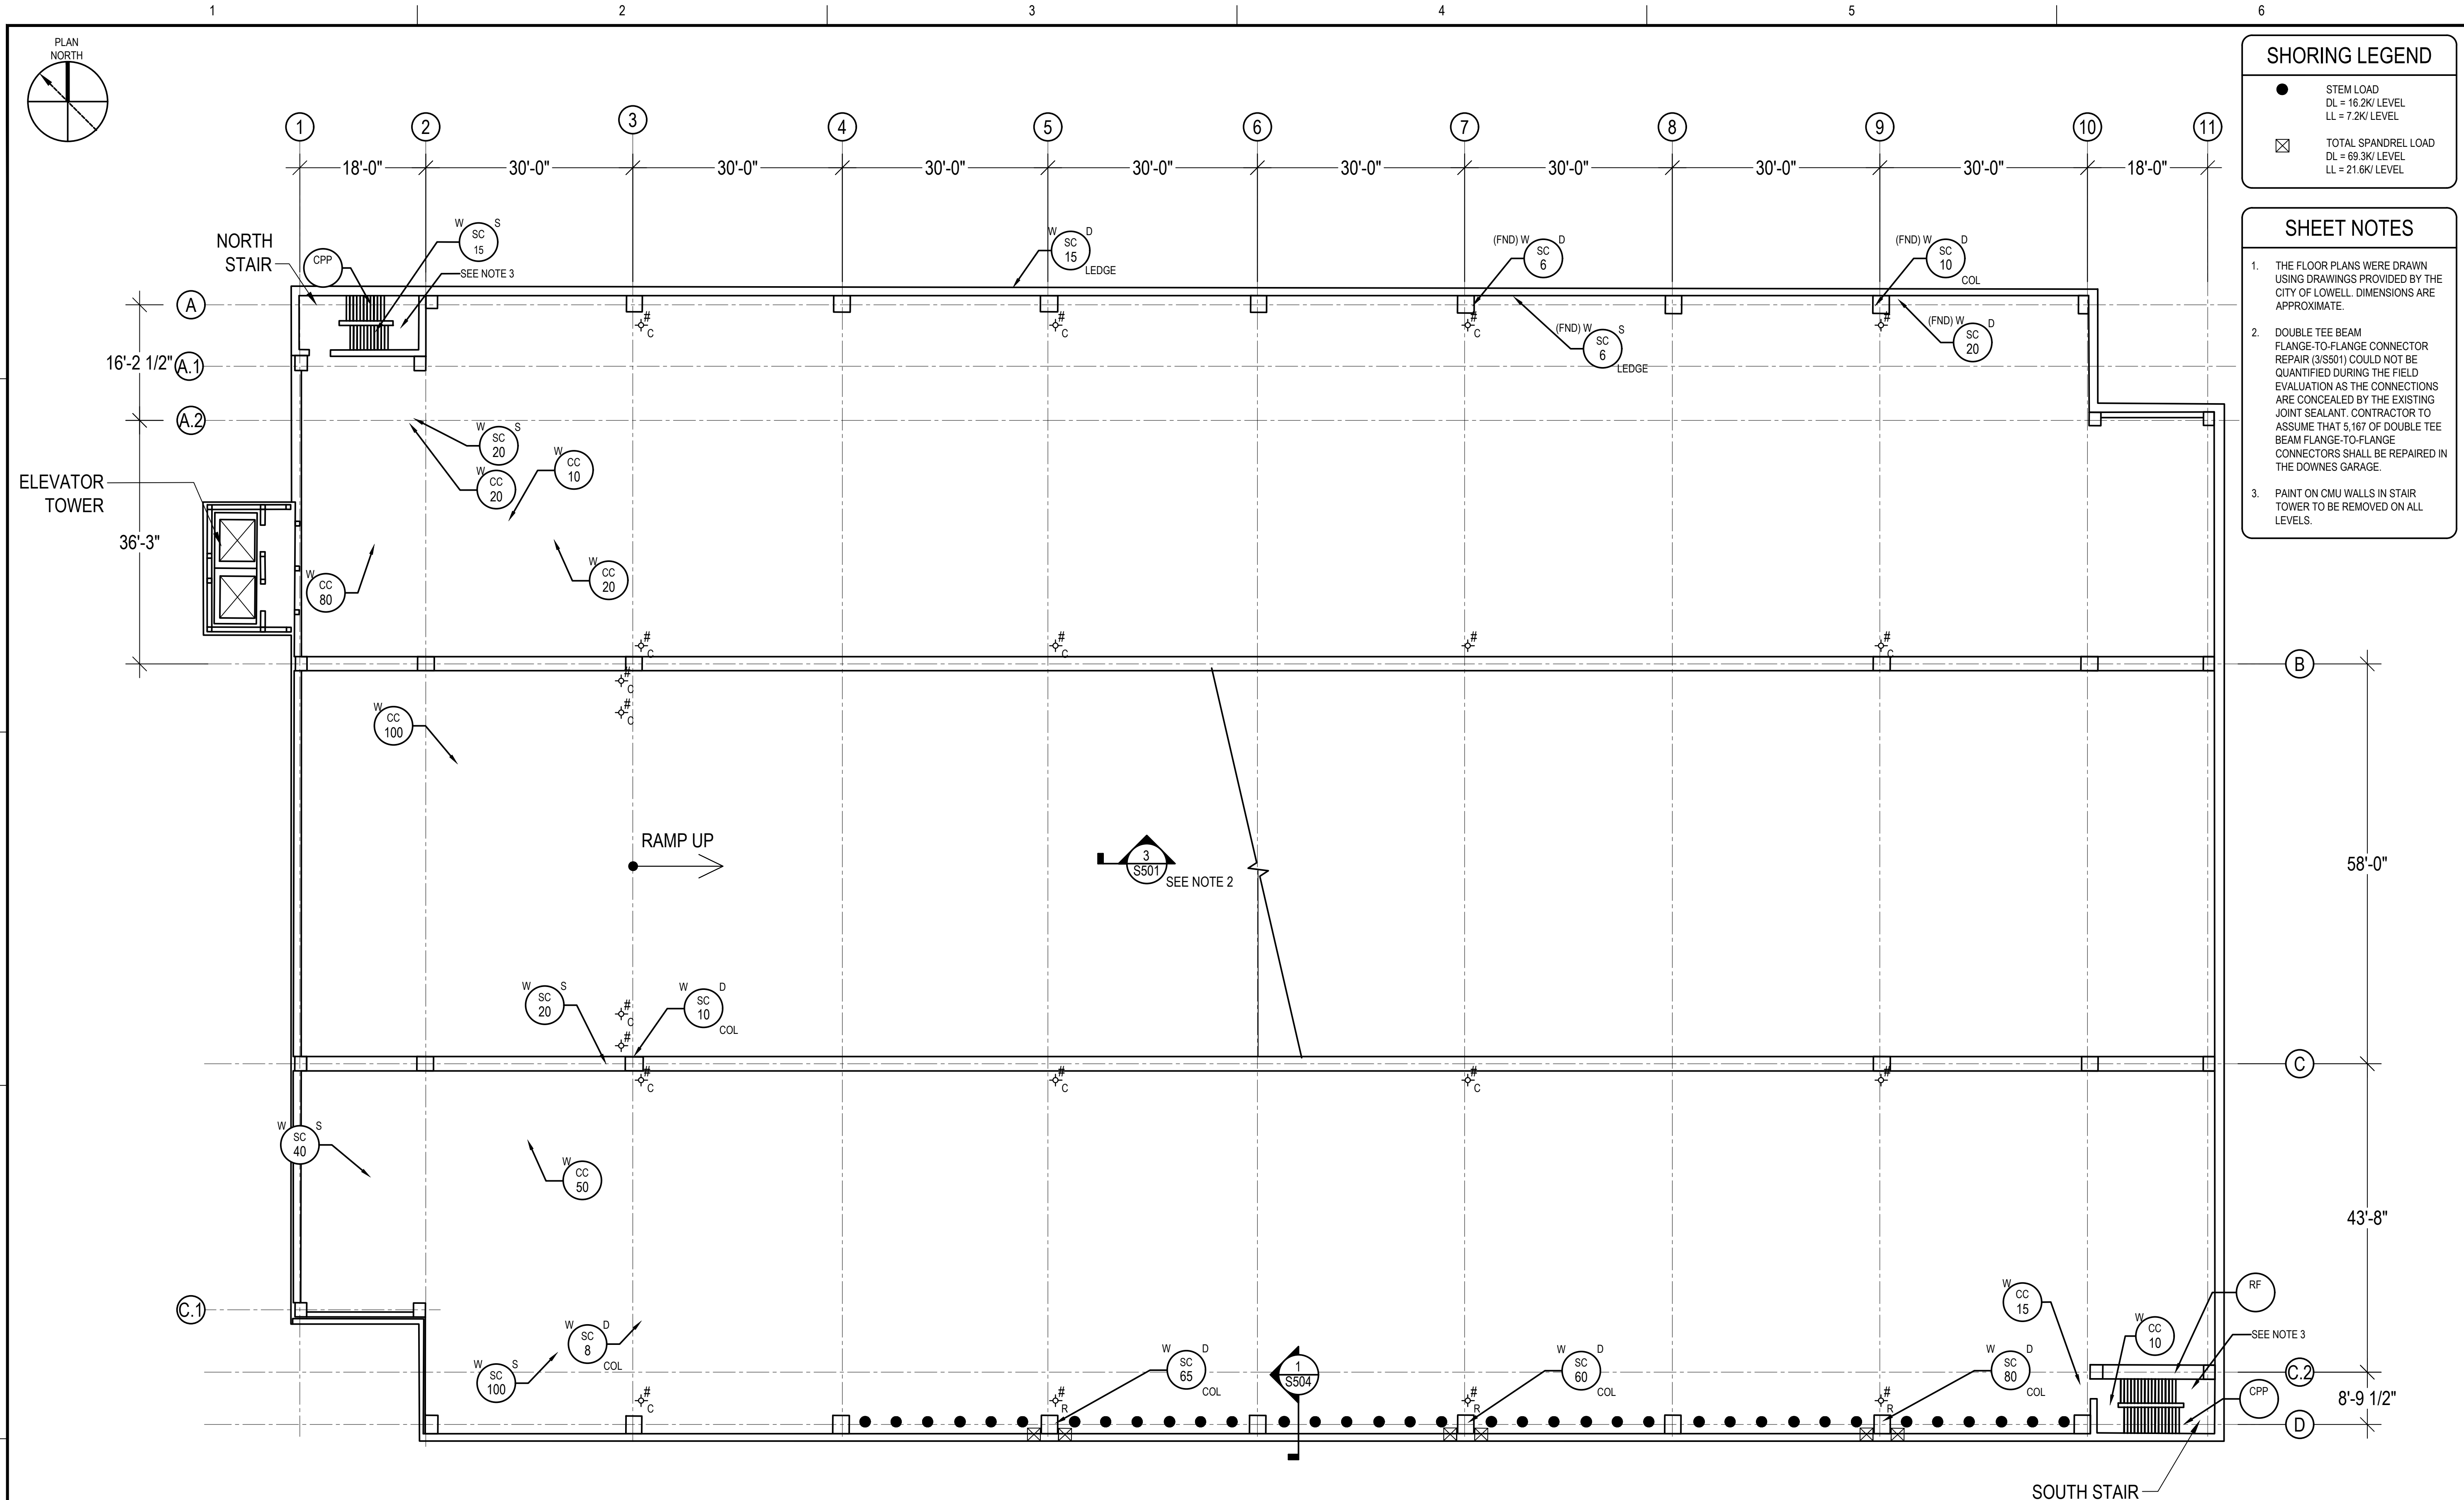 1 2 3 4 5 6
PLAN
NORTH
1 2 3 4 5 6 7 8 9 10 11
18'-0" 30'-0" 30'-0" 30'-0" 30'-0" 30'-0" 30'-0" 30'-0" 30'-0" 18'-0"
SHORING LEGEND
STEM LOAD
DL = 16.2K/ LEVEL
LL = 7.2K/ LEVEL
TOTAL SPANDREL LOAD
DL = 69.3K/ LEVEL
LL = 21.6K/ LEVEL
SHEET NOTES
1. THE FLOOR PLANS WERE DRAWN
USING DRAWINGS PROVIDED BY THE
CITY OF LOWELL. DIMENSIONS ARE
APPROXIMATE.
2. DOUBLE TEE BEAM
FLANGE-TO-FLANGE CONNECTOR
REPAIR (3/S501) COULD NOT BE
QUANTIFIED DURING THE FIELD
EVALUATION AS THE CONNECTIONS
ARE CONCEALED BY THE EXISTING
JOINT SEALANT. CONTRACTOR TO
ASSUME THAT 5,167 OF DOUBLE TEE
BEAM FLANGE-TO-FLANGE
CONNECTORS SHALL BE REPAIRED IN
THE DOWNES GARAGE.
3. PAINT ON CMU WALLS IN STAIR
TOWER TO BE REMOVED ON ALL
LEVELS.
NORTH
STAIR
CPP
W S
SC
15
SEE NOTE 3
W D
SC
15
LEDGE
(FND) W D
SC
6
(FND) W D
SC
10
COL
(FND) W S
SC
6
LEDGE
(FND) W D
SC
20
A
# C
# C
# C
#
16'-2 1/2"
A.1
A.2
W S
SC
20
W
CC
20
W
CC
10
ELEVATOR
TOWER
36'-3"
W
CC
80
W
CC
20
# C
# C
#
# C
B
# C
# C
W
CC
100
RAMP UP
3
S501
SEE NOTE 2
58'-0"
W S
SC
20
W D
SC
10
COL
# C
#
C
# C
# C
# C
#
W S
SC
40
W
CC
50
43'-8"
C.1
W D
SC
8
COL
W S
SC
100
W D
SC
65
COL
1
S504
W D
SC
60
COL
W D
SC
80
COL
W
CC
15
W
CC
10
RF
SEE NOTE 3
CPP
C.2
8'-9 1/2"
D
# C
# R
# R
# R
SOUTH STAIR